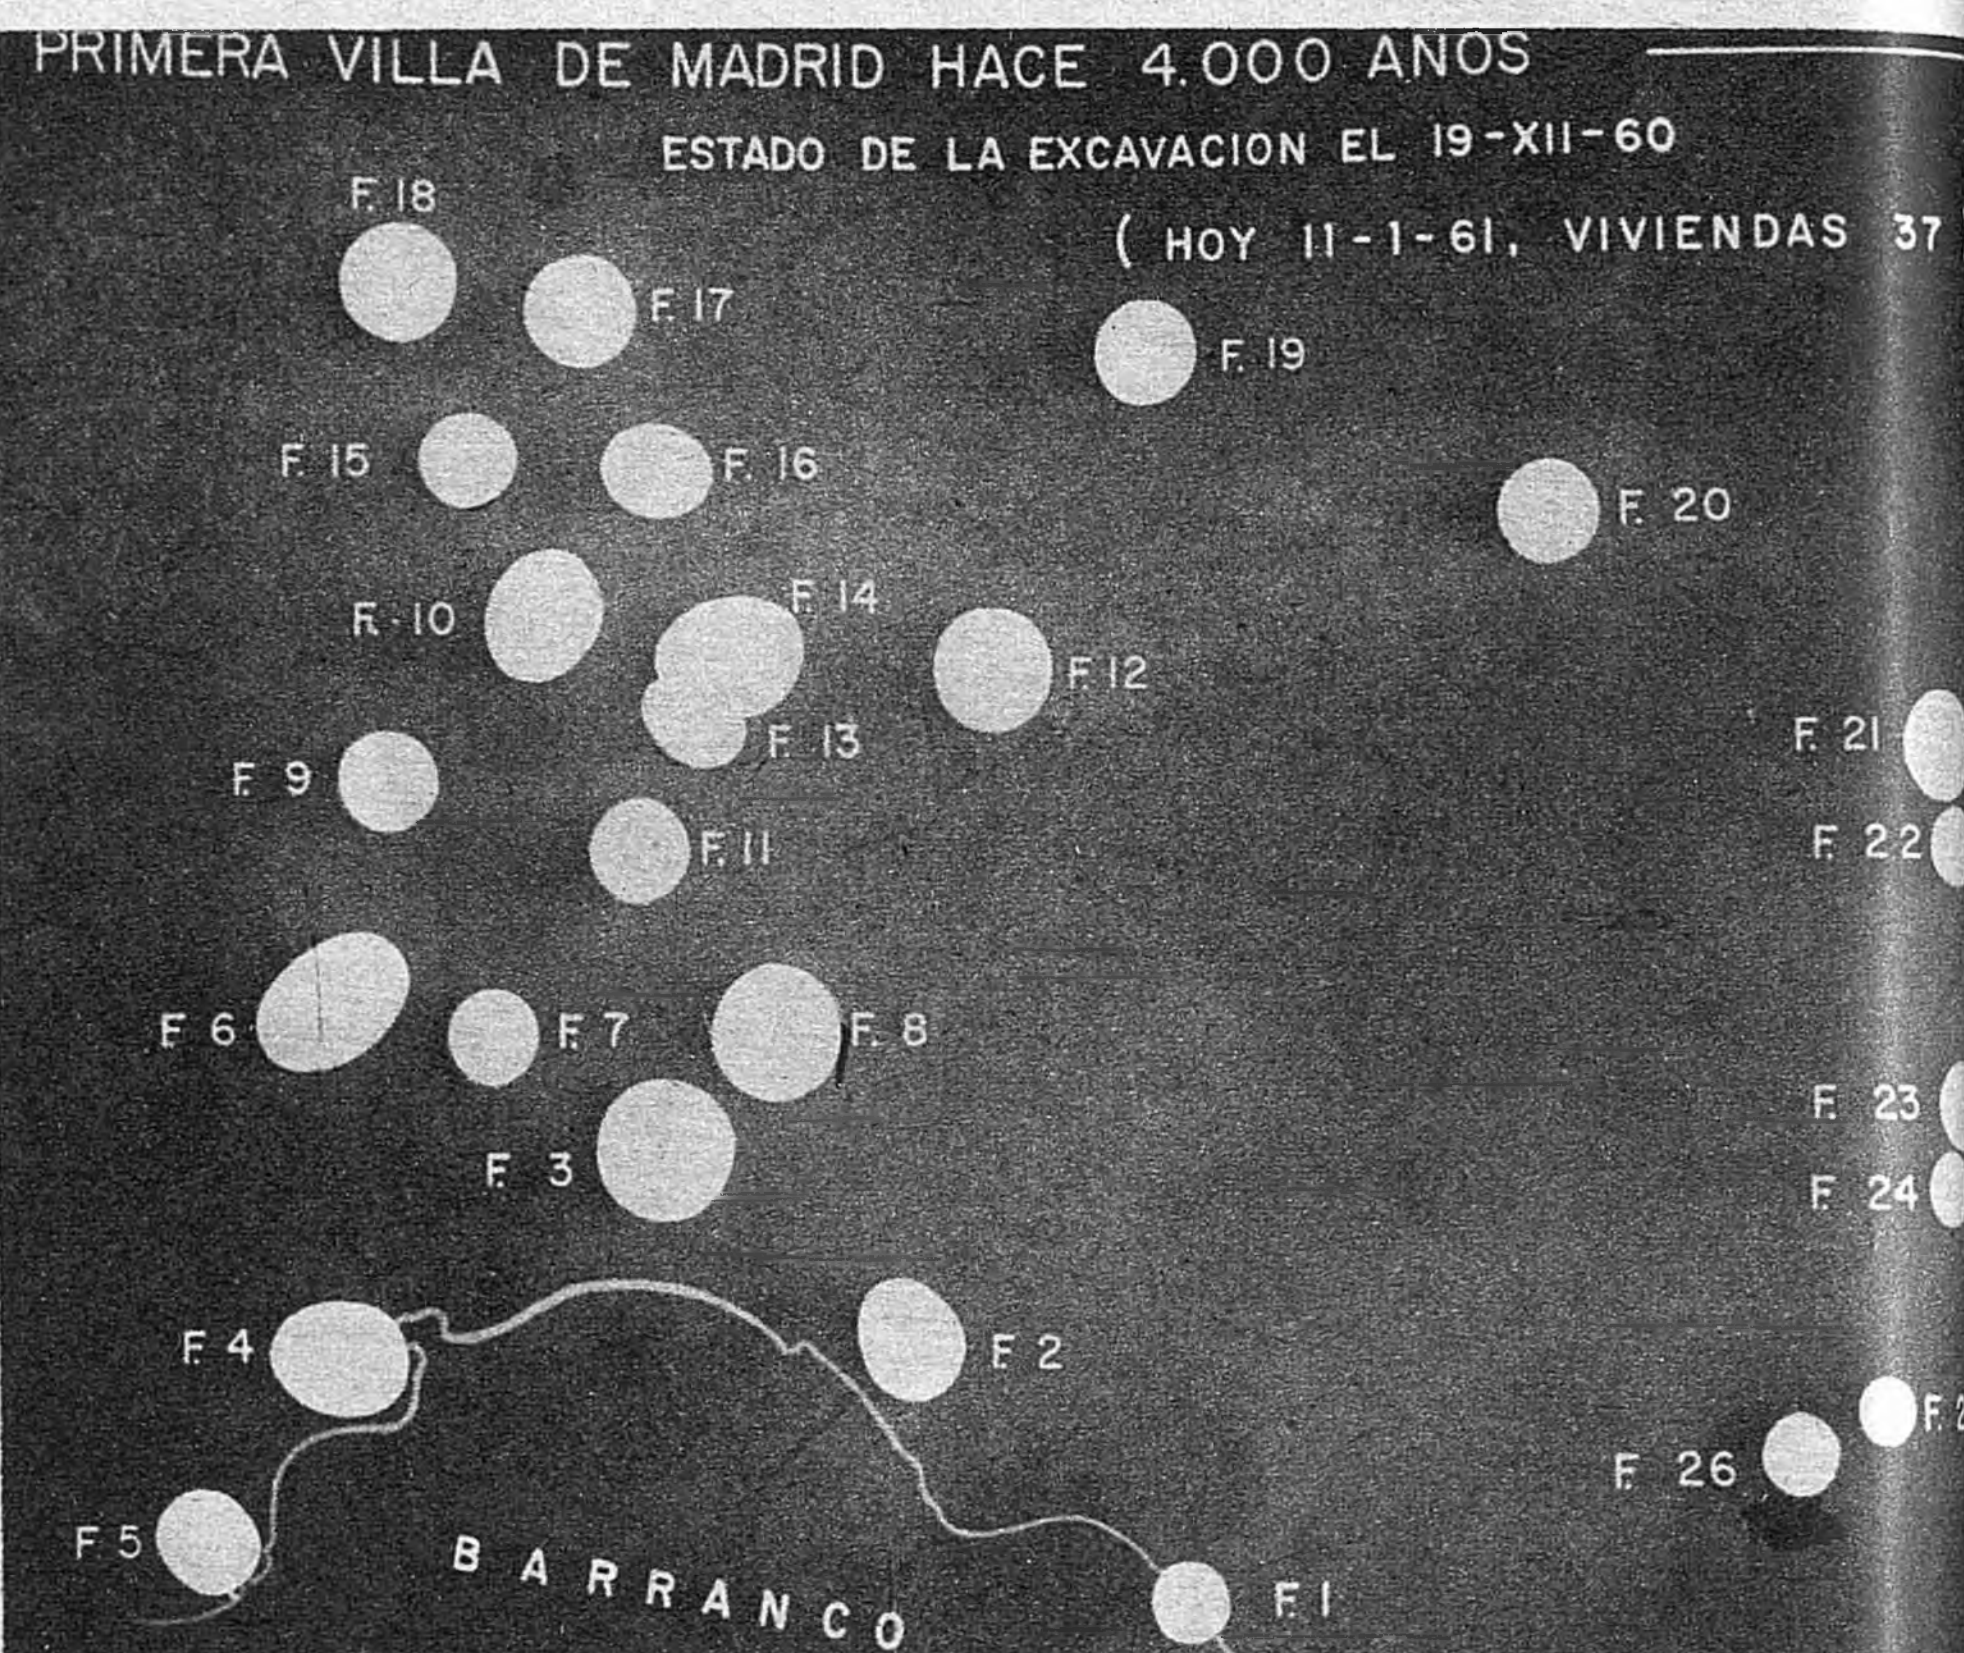 PRIMERA VILLA DE MADRID HACE 4.000 AÑOS
ESTADO DE LA EXCAVACION EL 19-XII-60
( HOY 11-1-61, VIVIENDAS 37
F. 18
F. 17
F. 19
F. 15
F. 16
F. 20
F. 10
F. 14
F. 12
F. 13
F. 21
F. 9
F. 11
F. 22
F. 6
F. 7
F. 8
F. 23
F. 3
F. 24
F. 4
F. 2
F. 26
F. 5
BARRANCO
F. 1